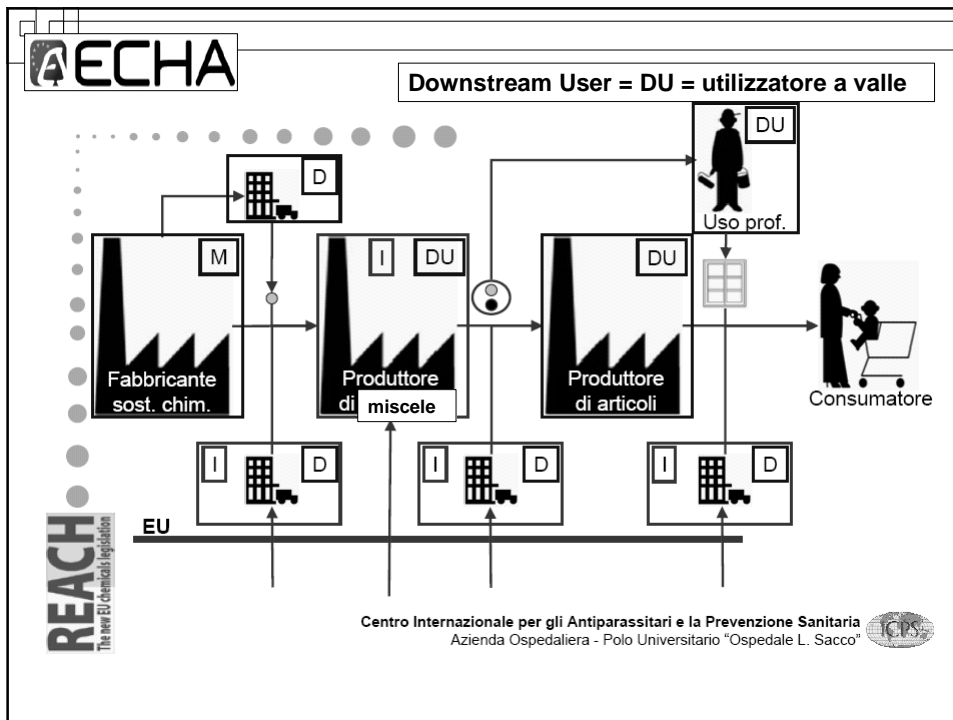 ECHA
Downstream User = DU = utilizzatore a valle
DU
Uso prof.
D
M
Fabbricante
sost. chim.
I DU
Produttore
di
miscele
DU
Produttore
di articoli
Consumatore
I D
I D
I D
EU
REACH
The new EU chemicals legislation
Centro Internazionale per gli Antiparassitari e la Prevenzione Sanitaria
Azienda Ospedaliera - Polo Universitario “Ospedale L. Sacco”
ICPS